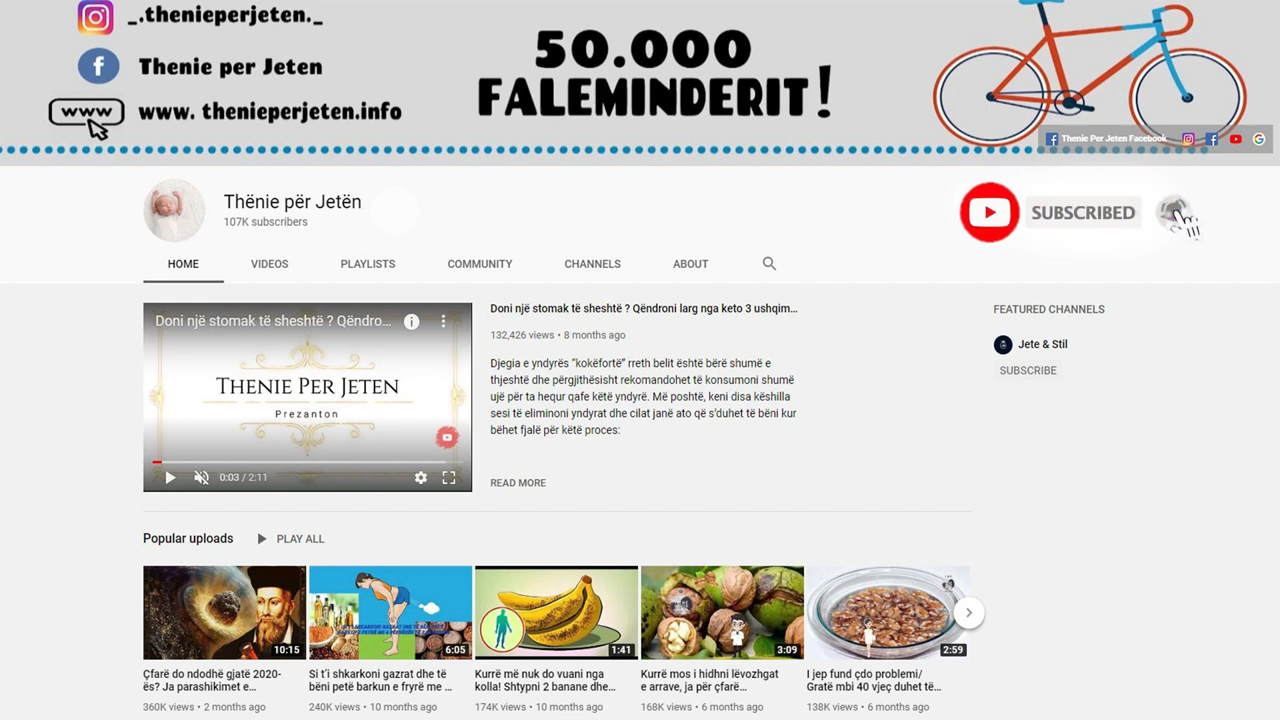 _.thenieperjeten._
Thenie per Jeten
www
www. thenieperjeten.info
50.000
FALEMINDERIT!
Thenie Per Jeten Facebook
Thënie për Jetën
107K subscribers
SUBSCRIBED
HOME VIDEOS PLAYLISTS COMMUNITY CHANNELS ABOUT
Doni një stomak të sheshtë ? Qëndro...
THENIE PER JETEN
Prezanton
0:03 / 2:11
Doni një stomak të sheshtë ? Qëndroni larg nga keto 3 ushqim...
132,426 views • 8 months ago
Djegia e yndyrës “kokëfortë” rreth belit është bërë shumë e
thjeshtë dhe përgjithësisht rekomandohet të konsumoni shumë
ujë për ta hequr qafe këtë yndyrë. Më poshtë, keni disa këshilla
sesi të eliminoni yndyrat dhe cilat janë ato që s’duhet të bëni kur
bëhet fjalë për këtë proces:
READ MORE
FEATURED CHANNELS
Jete & Stil
SUBSCRIBE
Popular uploads PLAY ALL
10:15
Çfarë do ndodhë gjatë 2020-
ës? Ja parashikimet e...
360K views • 2 months ago
6:05
Si t’i shkarkoni gazrat dhe të
bëni petë barkun e fryrë me ...
240K views • 10 months ago
1:41
Kurrë më nuk do vuani nga
kolla! Shtypni 2 banane dhe...
174K views • 10 months ago
3:09
Kurrë mos i hidhni lëvozhgat
e arrave, ja për çfarë...
168K views • 6 months ago
2:59
I jep fund çdo problemi/
Gratë mbi 40 vjeç duhet të...
138K views • 6 months ago